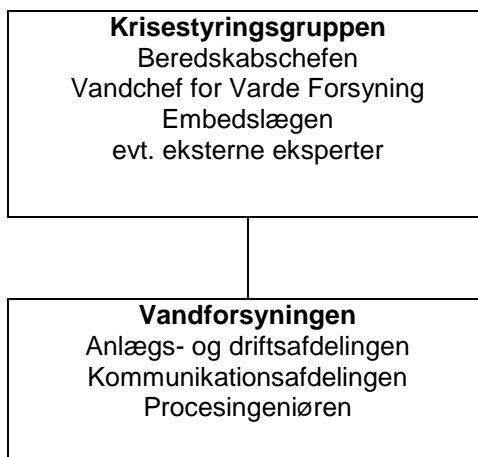 Krisestyringsgruppen
Beredskabschefen
Vandchef for Varde Forsyning
Embedslægen
evt. eksterne eksperter
Vandforsyningen
Anlægs- og driftsafdelingen
Kommunikationsafdelingen
Procesingeniøren